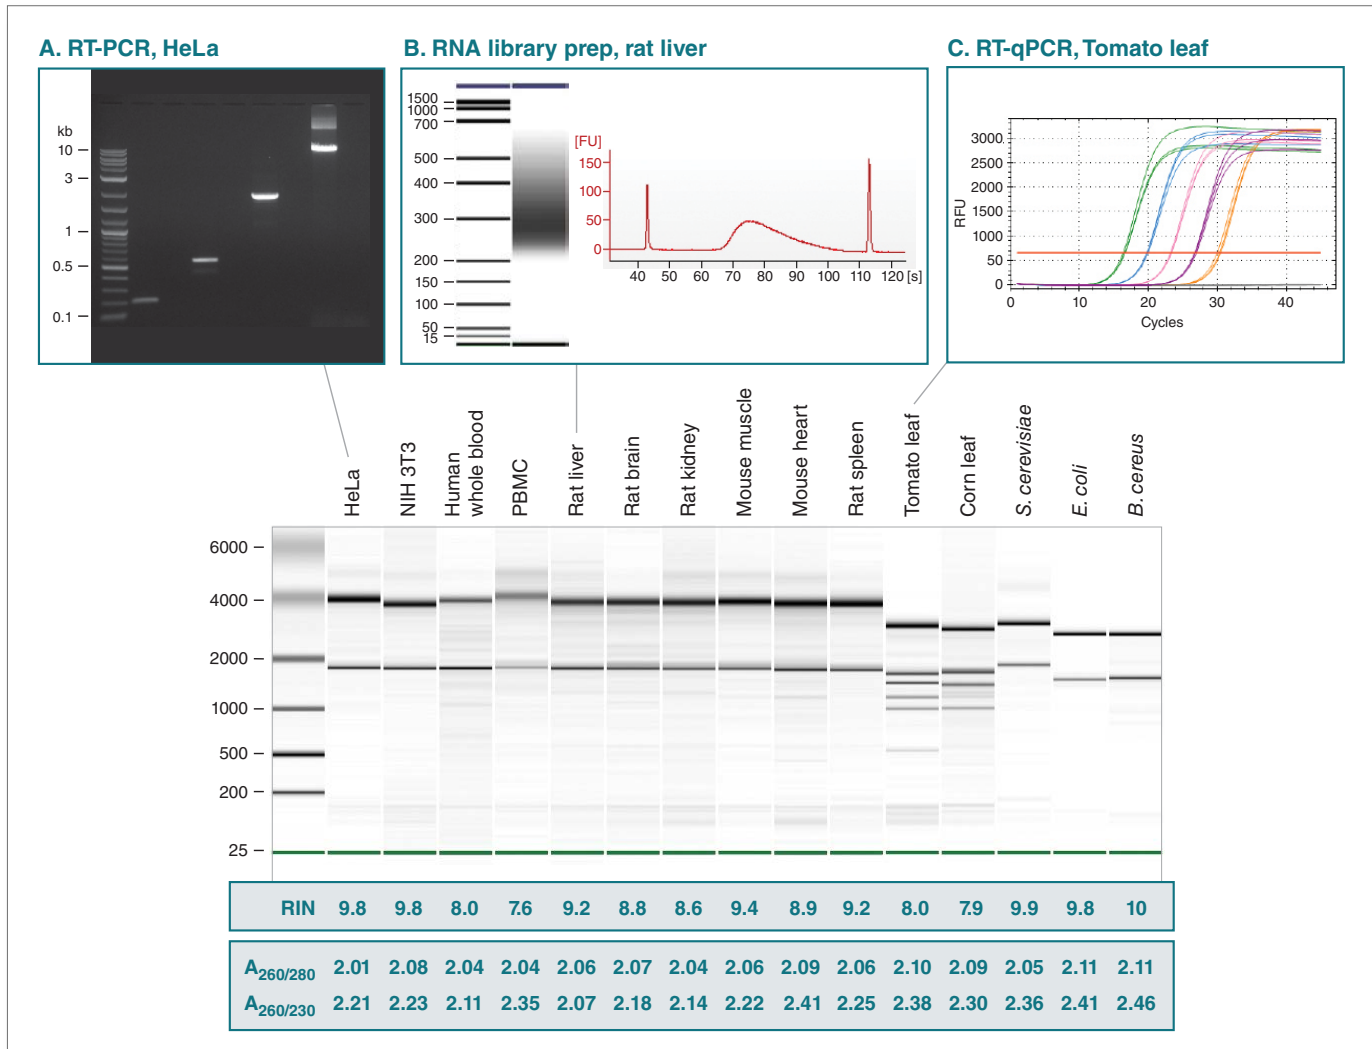 A. RT-PCR, HeLa
kb
10
3
1
0.5
0.1
B. RNA library prep, rat liver
1500
1000
700
500
400
300
200
150
100
50
15
[FU]
150
100
50
0
40 50 60 70 80 90 100 110 120 [s]
C. RT-qPCR, Tomato leaf
RFU
3000
2500
2000
1500
1000
50
0
0 10 20 30 40
Cycles
HeLa
NIH 3T3
Human
whole blood
PBMC
Rat liver
Rat brain
Rat kidney
Mouse muscle
Mouse heart
Rat spleen
Tomato leaf
Corn leaf
S. cerevisiae
E. coli
B. cereus
6000
4000
2000
1000
500
200
25
RIN 9.8 9.8 8.0 7.6 9.2 8.8 8.6 9.4 8.9 9.2 8.0 7.9 9.9 9.8 10
A260/280 2.01 2.08 2.04 2.04 2.06 2.07 2.04 2.06 2.09 2.06 2.10 2.09 2.05 2.11 2.11
A260/230 2.21 2.23 2.11 2.35 2.07 2.18 2.14 2.22 2.41 2.25 2.38 2.30 2.36 2.41 2.46